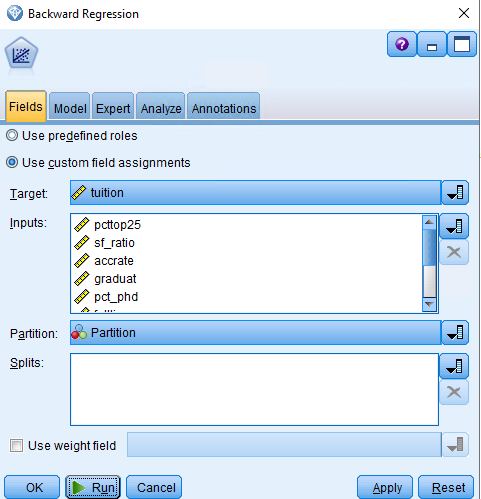 Backward Regression
Fields Model Expert Analyze Annotations
Use predefined roles
Use custom field assignments
Target: tuition
Inputs: pcttop25
sf_ratio
accrate
graduat
pct_phd
Partition: Partition
Splits:
Use weight field
OK Run Cancel Apply Reset